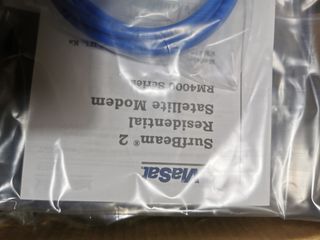 ViaSat
SurfBeam® 2
Residential
Satellite Modem
RM4000 Series